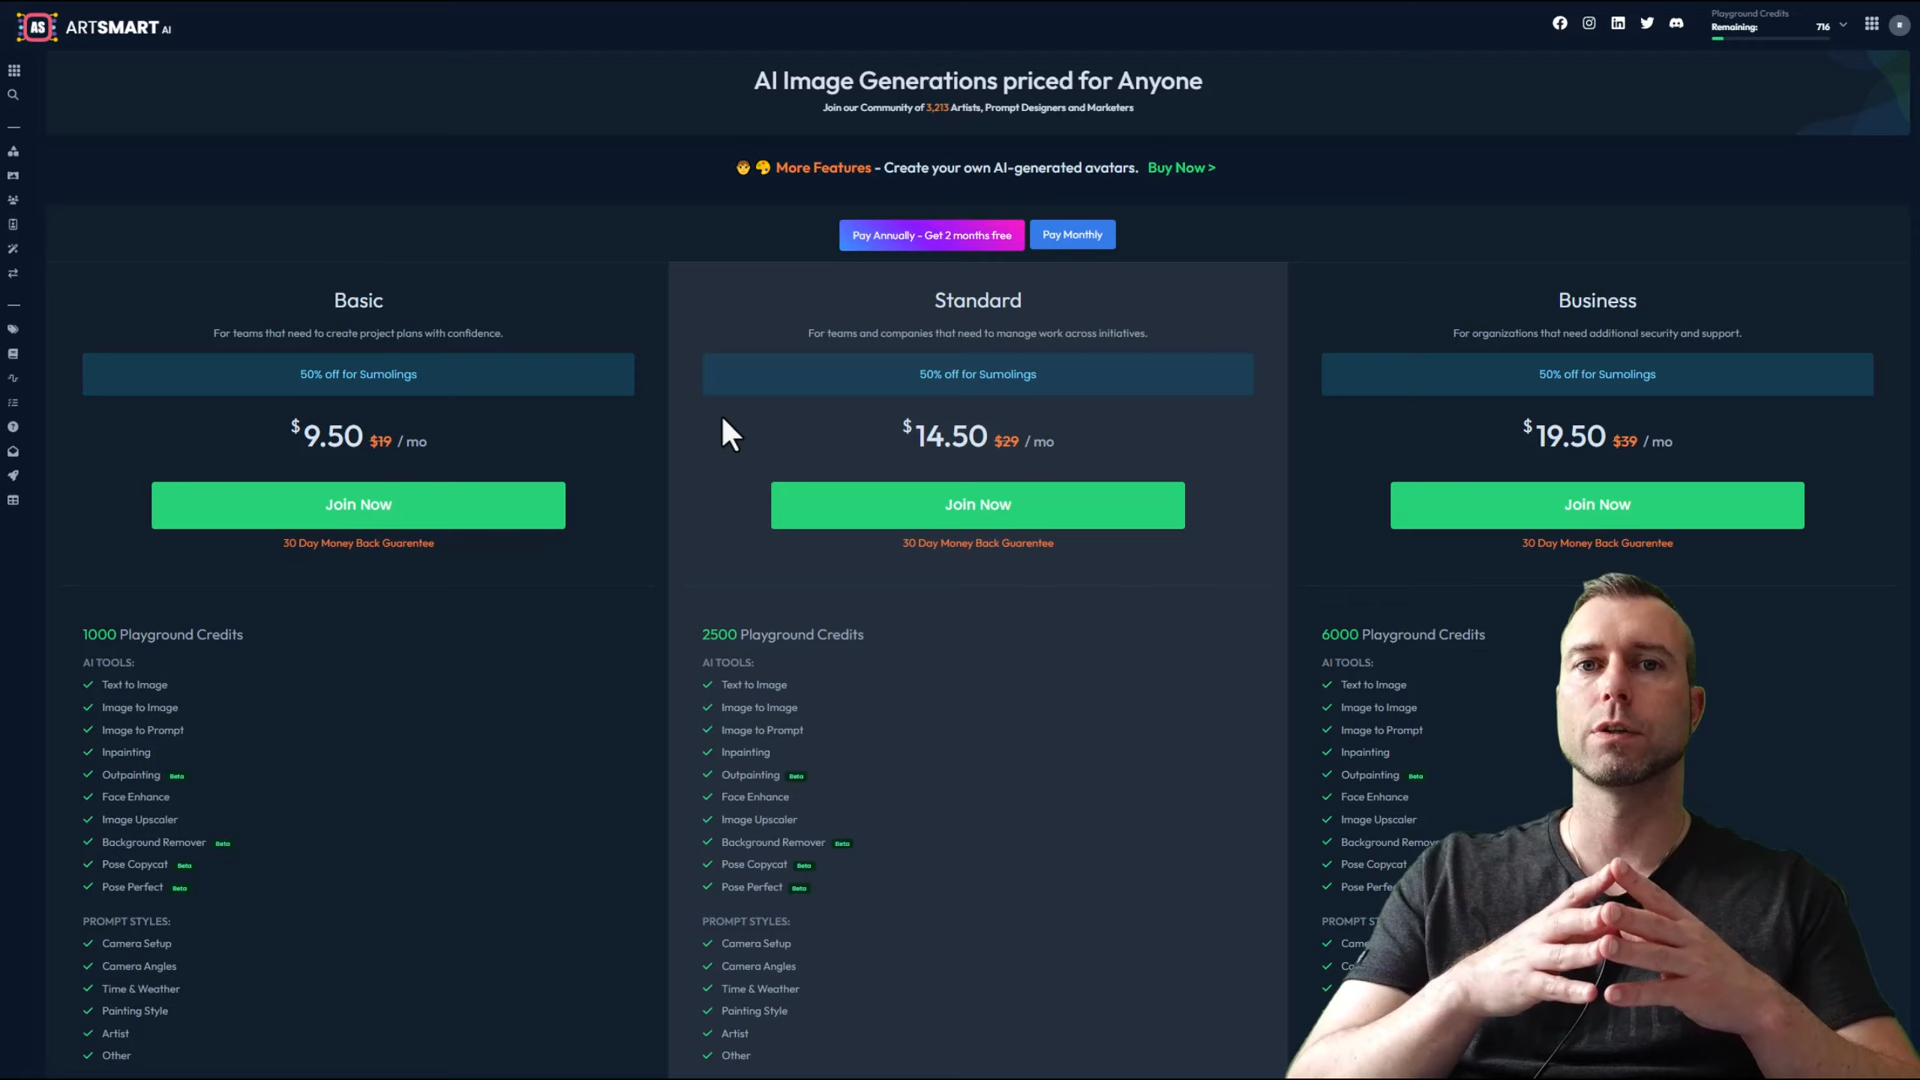 AS ARTSMART AI
Playground Credits
Remaining: 716
AI Image Generations priced for Anyone
Join our Community of 3,213 Artists, Prompt Designers and Marketers
More Features - Create your own AI-generated avatars. Buy Now >
Pay Annually - Get 2 months free
Pay Monthly
Basic
For teams that need to create project plans with confidence.
50% off for Sumolings
$9.50 $19 / mo
Join Now
30 Day Money Back Guarentee
1000 Playground Credits
AI TOOLS:
Text to Image
Image to Image
Image to Prompt
Inpainting
Outpainting Beta
Face Enhance
Image Upscaler
Background Remover Beta
Pose Copycat Beta
Pose Perfect Beta
PROMPT STYLES:
Camera Setup
Camera Angles
Time & Weather
Painting Style
Artist
Other
Standard
For teams and companies that need to manage work across initiatives.
50% off for Sumolings
$14.50 $29 / mo
Join Now
30 Day Money Back Guarentee
2500 Playground Credits
AI TOOLS:
Text to Image
Image to Image
Image to Prompt
Inpainting
Outpainting Beta
Face Enhance
Image Upscaler
Background Remover Beta
Pose Copycat Beta
Pose Perfect Beta
PROMPT STYLES:
Camera Setup
Camera Angles
Time & Weather
Painting Style
Artist
Other
Business
For organizations that need additional security and support.
50% off for Sumolings
$19.50 $39 / mo
Join Now
30 Day Money Back Guarentee
6000 Playground Credits
AI TOOLS:
Text to Image
Image to Image
Image to Prompt
Inpainting
Outpainting Beta
Face Enhance
Image Upscaler
Background Remov
Pose Copycat
Pose Perfe
PROMPT ST
Came
Ca